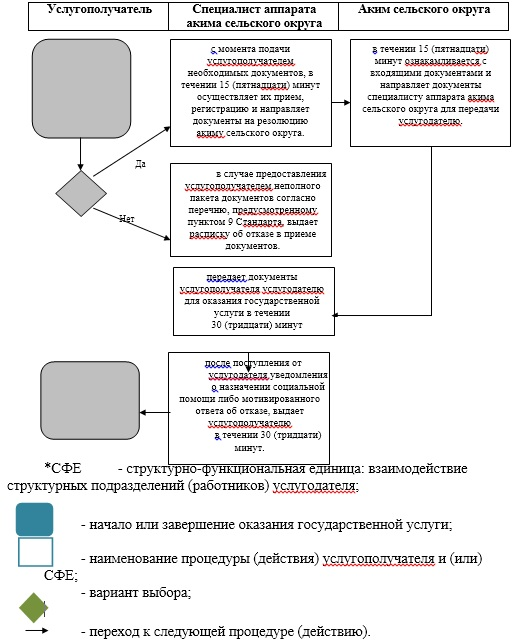 Услугополучатель
Специалист аппарата
акима сельского округа
Аким сельского округа
с момента подачи
услугополучателем
необходимых документов, в
течении 15 (пятнадцати) минут
осуществляет их прием,
регистрацию и направляет
документы на резолюцию
акиму сельского округа.
в течении 15 (пятнадцати)
минут ознакамливается с
входящими документами и
направляет документы
специалисту аппарата акима
сельского округа для передачи
услугодателю.
Да
Нет
в случае предоставления
услугополучателем неполного
пакета документов согласно
перечню, предусмотренному
пунктом 9 Стандарта, выдает
расписку об отказе в приеме
документов.
передает документы
услугополучателя услугодателю
для оказания государственной
услуги в течении
30 (тридцати) минут
после поступления от
услугодателя уведомления
о назначении социальной
помощи либо мотивированного
ответа об отказе, выдает
услугополучателю
в течении 30 (тридцати)
минут.
*СФЕ - структурно-функциональная единица: взаимодействие
структурных подразделений (работников) услугодателя;
- начало или завершение оказания государственной услуги;
- наименование процедуры (действия) услугополучателя и (или)
СФЕ;
- вариант выбора;
- переход к следующей процедуре (действию).